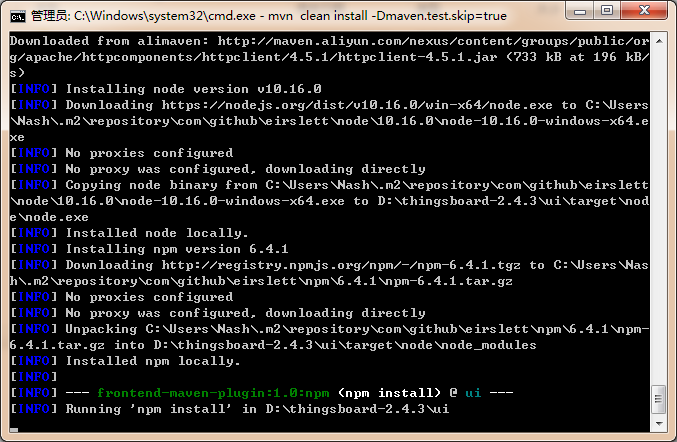 管理员: C:\Windows\system32\cmd.exe - mvn  clean install -Dmaven.test.skip=true
Downloaded from alimaven: http://maven.aliyun.com/nexus/content/groups/public/or
g/apache/httpcomponents/httpclient/4.5.1/httpclient-4.5.1.jar (733 kB at 196 kB/
s)
[INFO] Installing node version v10.16.0
[INFO] Downloading https://nodejs.org/dist/v10.16.0/win-x64/node.exe to C:\Users
\Nash\.m2\repository\com\github\eirslett\node\10.16.0\node-10.16.0-windows-x64.e
xe
[INFO] No proxies configured
[INFO] No proxy was configured, downloading directly
[INFO] Copying node binary from C:\Users\Nash\.m2\repository\com\github\eirslett
\node\10.16.0\node-10.16.0-windows-x64.exe to D:\thingsboard-2.4.3\ui\target\nod
e\node.exe
[INFO] Installed node locally.
[INFO] Installing npm version 6.4.1
[INFO] Downloading http://registry.npmjs.org/npm/-/npm-6.4.1.tgz to C:\Users\Nas
h\.m2\repository\com\github\eirslett\npm\6.4.1\npm-6.4.1.tar.gz
[INFO] No proxies configured
[INFO] No proxy was configured, downloading directly
[INFO] Unpacking C:\Users\Nash\.m2\repository\com\github\eirslett\npm\6.4.1\npm-
6.4.1.tar.gz into D:\thingsboard-2.4.3\ui\target\node\node_modules
[INFO] Installed npm locally.
[INFO]
[INFO] --- frontend-maven-plugin:1.0:npm (npm install) @ ui ---
[INFO] Running 'npm install' in D:\thingsboard-2.4.3\ui